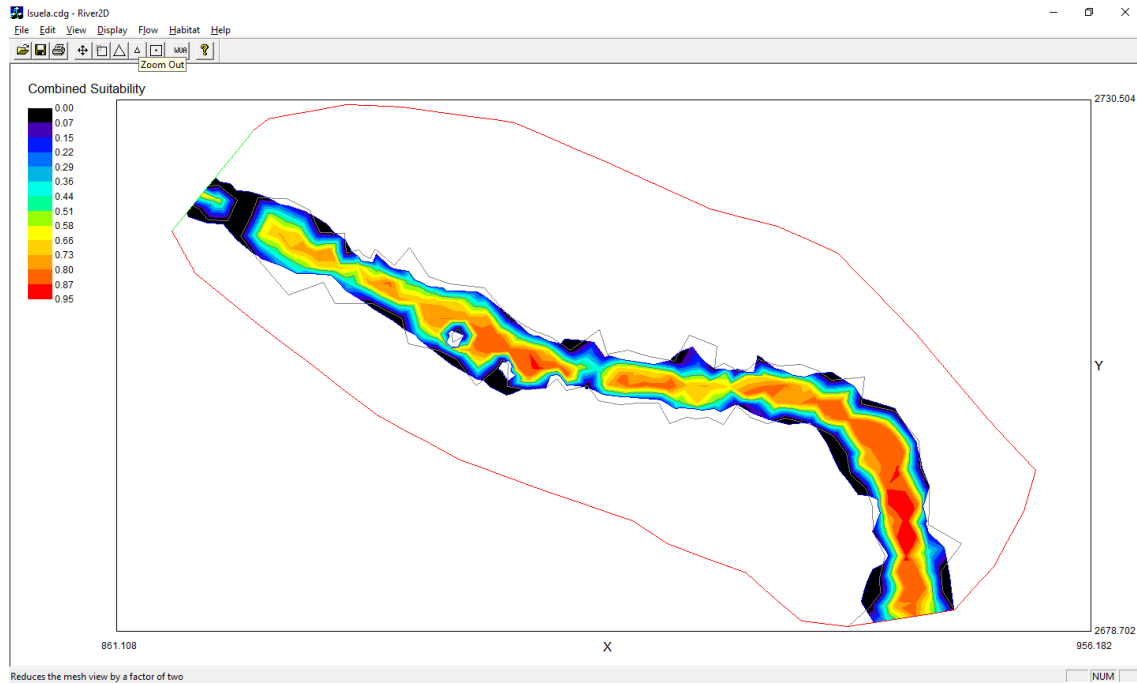 Isuela.cdg - River2D
File Edit View Display Flow Habitat Help
WUA ?
Zoom Out
Combined Suitability
0.00
0.07
0.15
0.22
0.29
0.36
0.44
0.51
0.58
0.66
0.73
0.80
0.87
0.95
2730.504
Y
2678.702
861.108
X
956.182
Reduces the mesh view by a factor of two
NUM